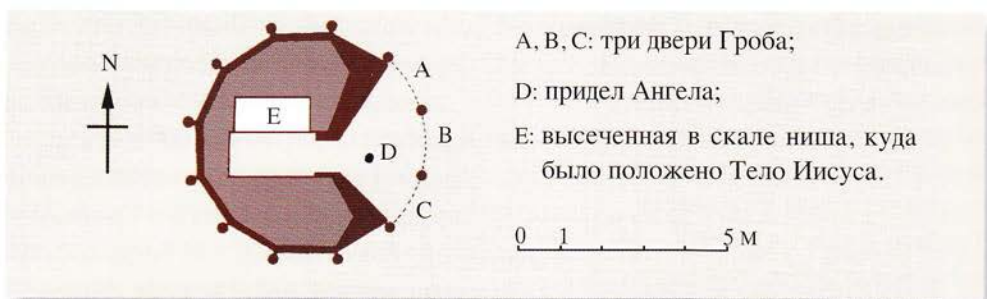 N
A
B
C
D
E
A, B, C: три двери Гроба;
D: придел Ангела;
E: высеченная в скале ниша, куда
было положено Тело Иисуса.
0 1 5 м